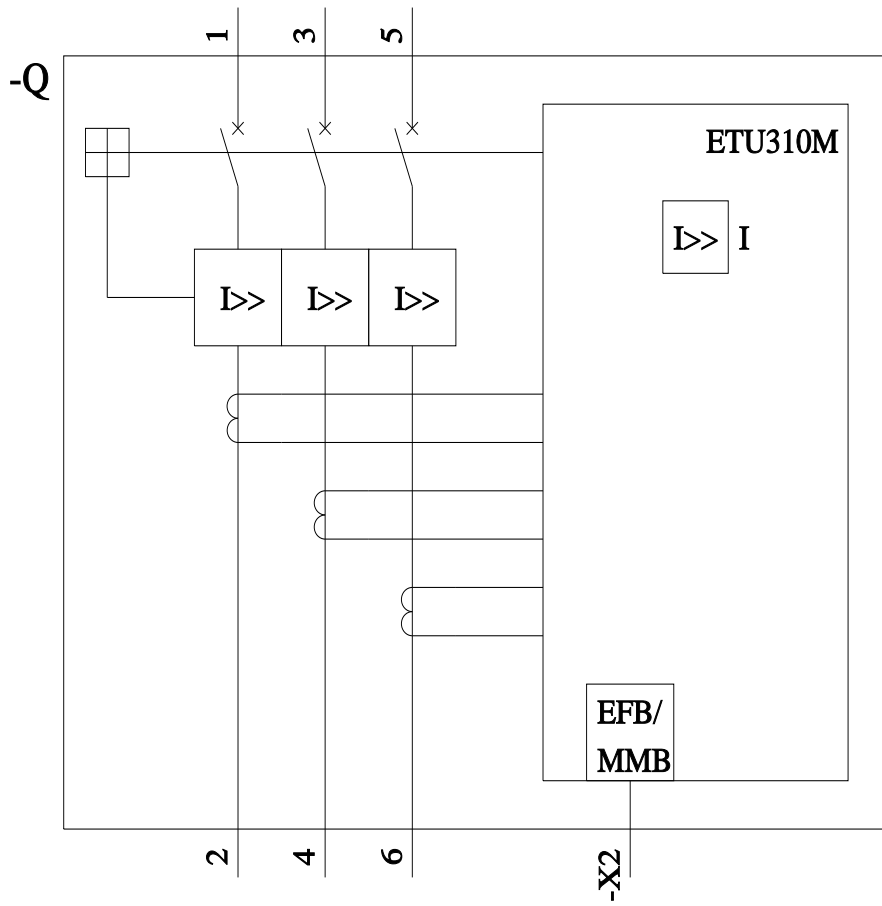 1 3 5
-Q
ETU310M
I>> I
I>> I>> I>>
EFB/
MMB
2 4 6 -X2